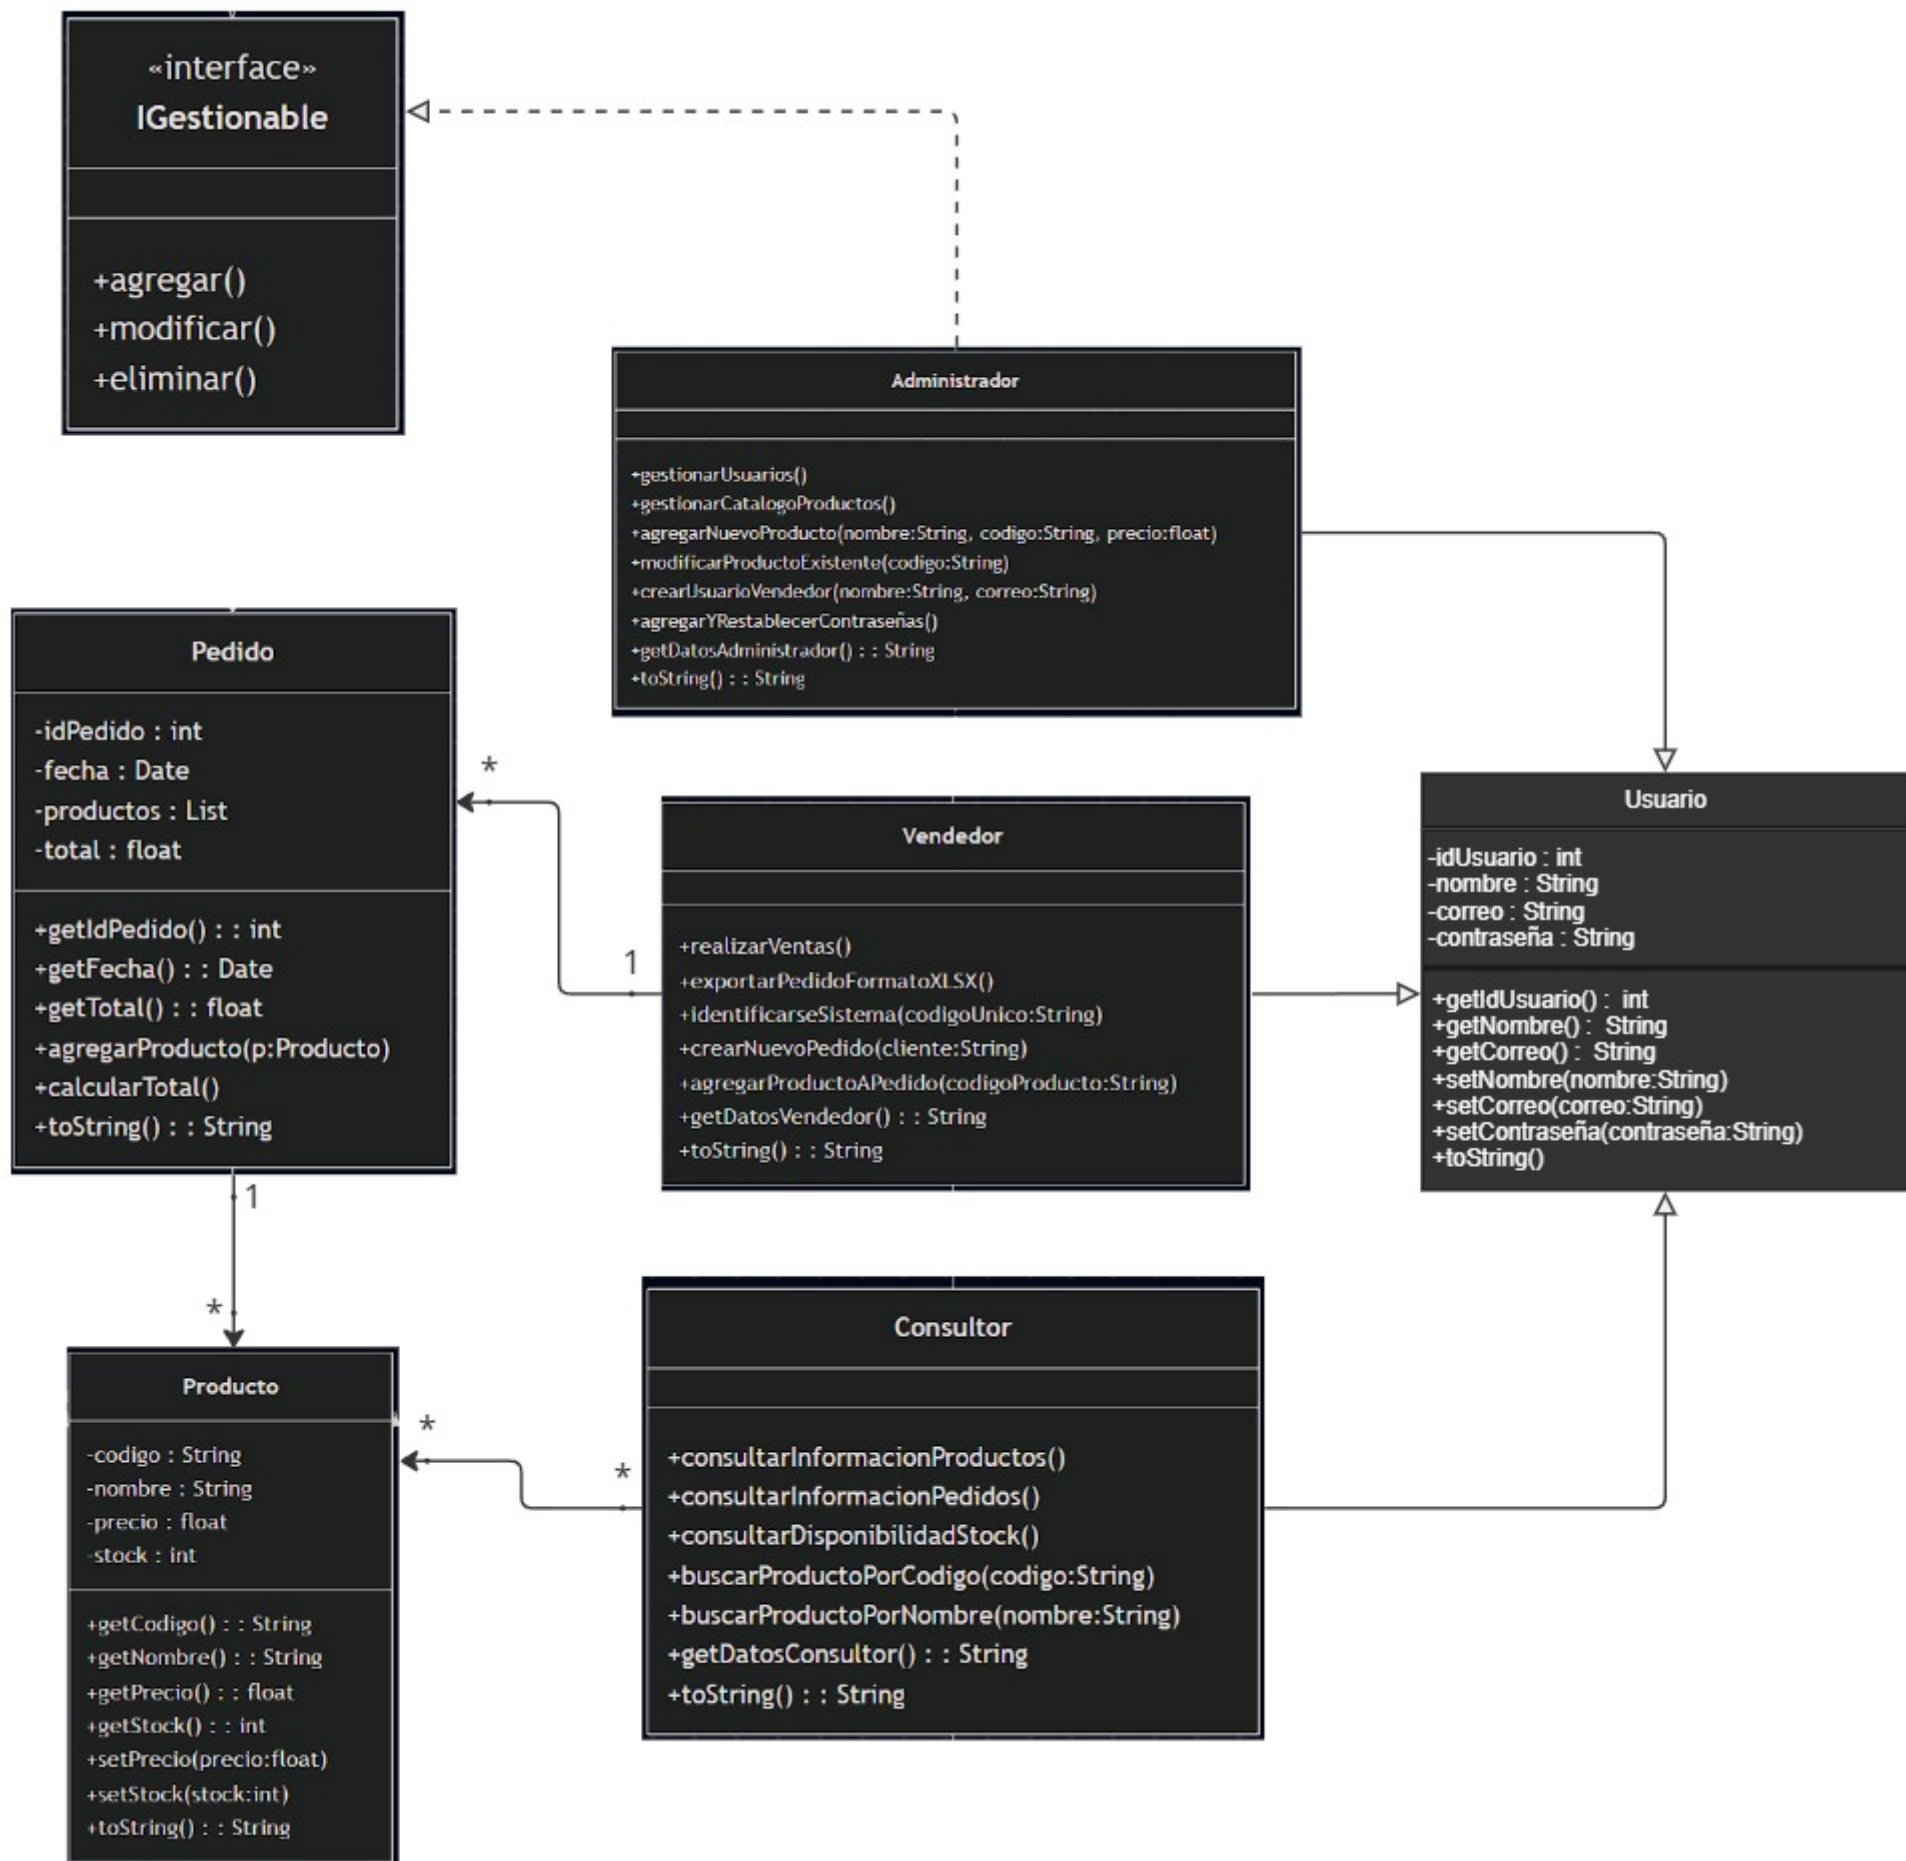 «interface»
IGestionable
+agregar()
+modificar()
+eliminar()
Administrador
+gestionarUsuarios()
+gestionarCatalogoProductos()
+agregarNuevoProducto(nombre:String, codigo:String, precio:float)
+modificarProductoExistente(codigo:String)
+crearUsuarioVendedor(nombre:String, correo:String)
+agregarYRestablecerContraseñas()
+getDatosAdministrador() : : String
+toString() : : String
Pedido
-idPedido : int
-fecha : Date
-productos : List
-total : float
+getIdPedido() : : int
+getFecha() : : Date
+getTotal() : : float
+agregarProducto(p:Producto)
+calcularTotal()
+toString() : : String
*
1
Vendedor
+realizarVentas()
+exportarPedidoFormatoXLSX()
+identificarseSistema(codigoUnico:String)
+crearNuevoPedido(cliente:String)
+agregarProductoAPedido(codigoProducto:String)
+getDatosVendedor() : : String
+toString() : : String
Usuario
-idUsuario : int
-nombre : String
-correo : String
-contraseña : String
+getIdUsuario() : int
+getNombre() : String
+getCorreo() : String
+setNombre(nombre:String)
+setCorreo(correo:String)
+setContraseña(contraseña:String)
+toString()
1
*
Producto
-codigo : String
-nombre : String
-precio : float
-stock : int
+getCodigo() : : String
+getNombre() : : String
+getPrecio() : : float
+getStock() : : int
+setPrecio(precio:float)
+setStock(stock:int)
+toString() : : String
*
*
Consultor
+consultarInformacionProductos()
+consultarInformacionPedidos()
+consultarDisponibilidadStock()
+buscarProductoPorCodigo(codigo:String)
+buscarProductoPorNombre(nombre:String)
+getDatosConsultor() : : String
+toString() : : String